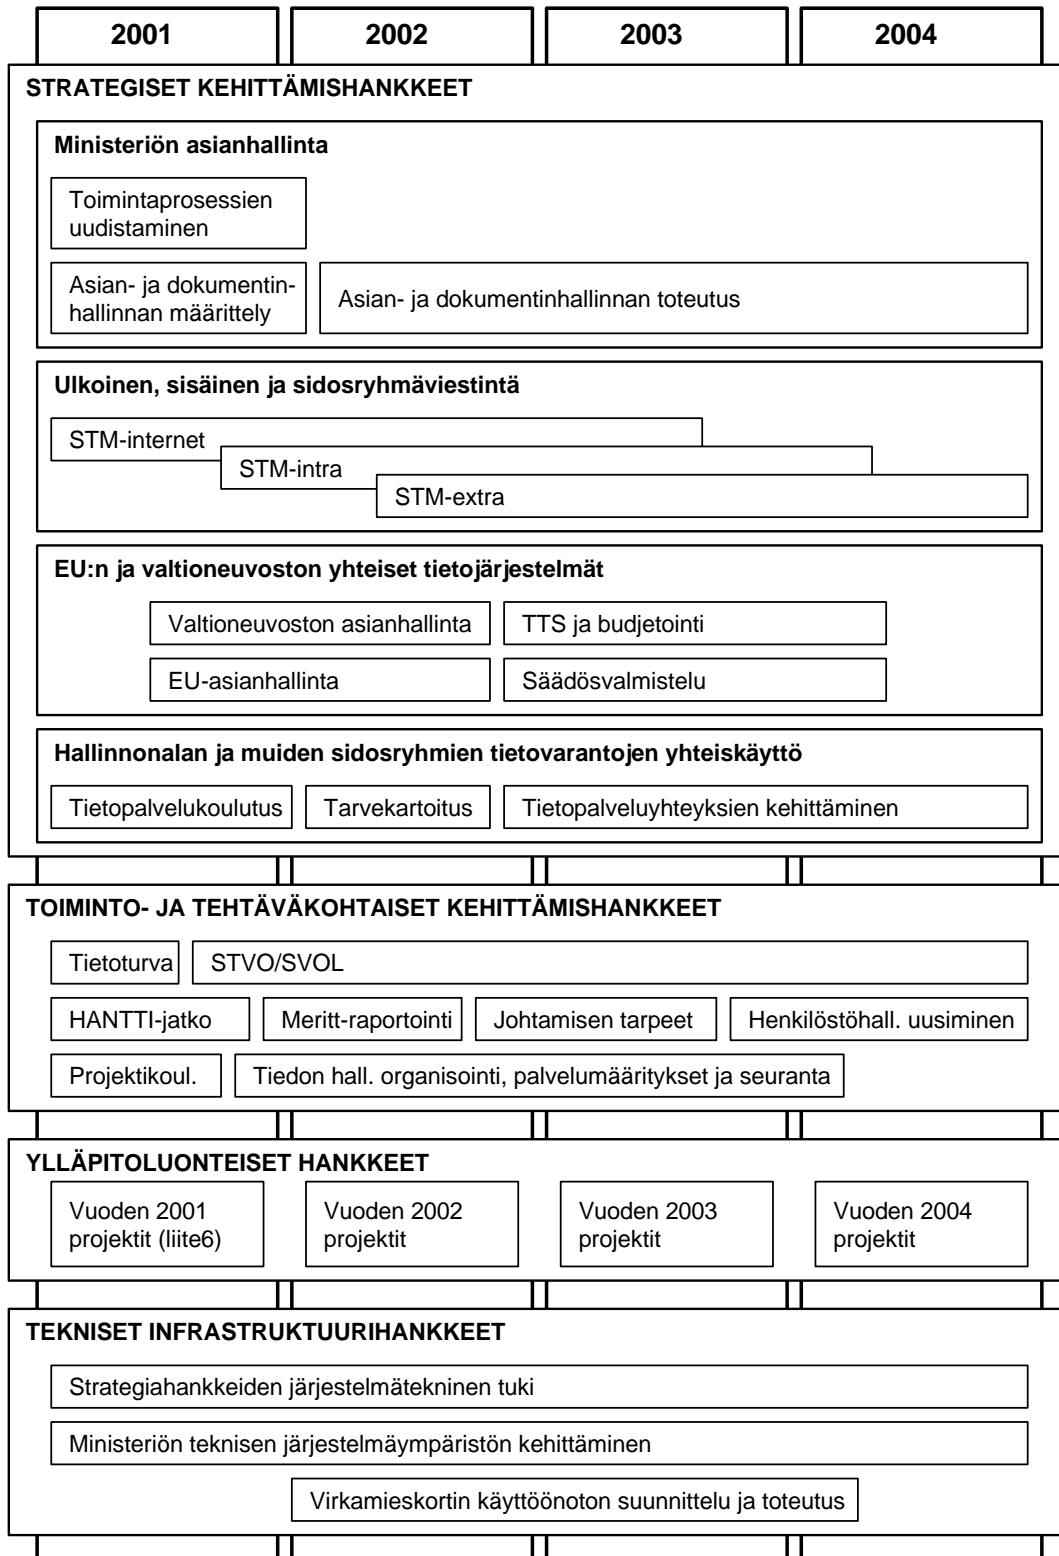 2001 2002 2003 2004
STRATEGISET KEHITTÄMISHANKKEET
Ministeriön asianhallinta
Toimintaprosessien
uudistaminen
Asian- ja dokumentin-
hallinnan määrittely
Asian- ja dokumentinhallinnan toteutus
Ulkoinen, sisäinen ja sidosryhmäviestintä
STM-internet
STM-intra
STM-extra
EU:n ja valtioneuvoston yhteiset tietojärjestelmät
Valtioneuvoston asianhallinta
TTS ja budjetointi
EU-asianhallinta
Säädösvalmistelu
Hallinnonalan ja muiden sidosryhmien tietovarantojen yhteiskäyttö
Tietopalvelukoulutus
Tarvekartoitus
Tietopalveluyhteyksien kehittäminen
TOIMINTO- JA TEHTÄVÄKOHTAISET KEHITTÄMISHANKKEET
Tietoturva
STVO/SVOL
HANTTI-jatko
Meritt-raportointi
Johtamisen tarpeet
Henkilöstöhall. uusiminen
Projektikoul.
Tiedon hall. organisointi, palvelumääritykset ja seuranta
YLLÄPITOLUONTEISET HANKKEET
Vuoden 2001
projektit (liite6)
Vuoden 2002
projektit
Vuoden 2003
projektit
Vuoden 2004
projektit
TEKNISET INFRASTRUKTUURIHANKKEET
Strategiahankkeiden järjestelmätekninen tuki
Ministeriön teknisen järjestelmäympäristön kehittäminen
Virkamieskortin käyttöönoton suunnittelu ja toteutus